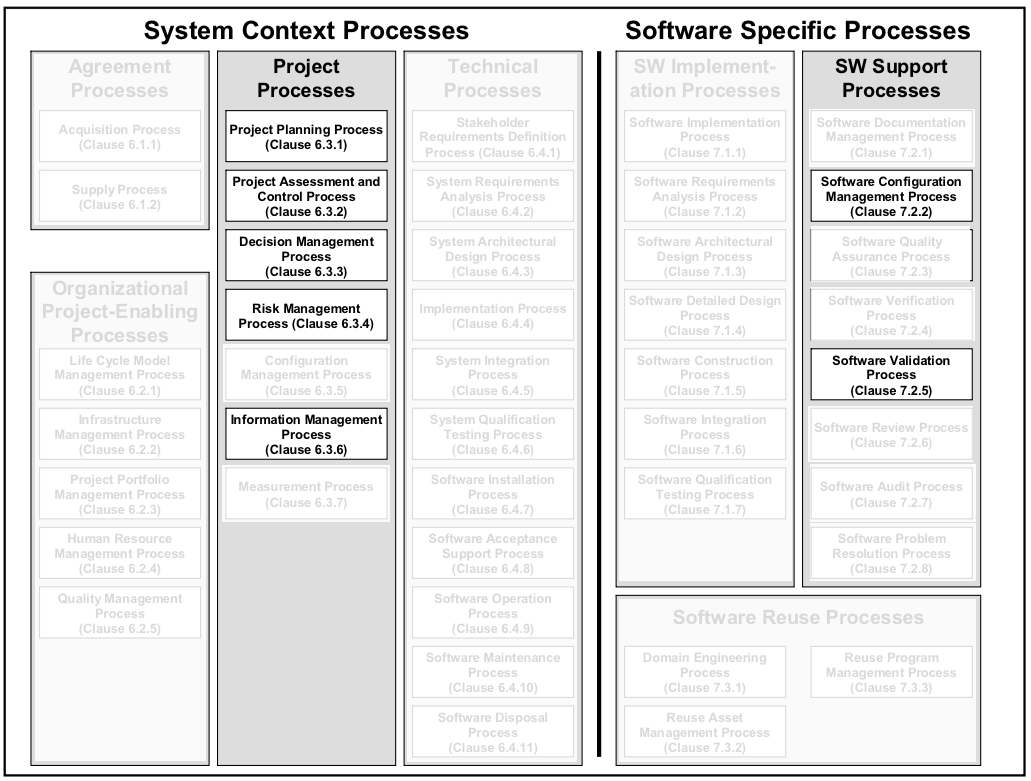 System Context Processes
Software Specific Processes
Agreement
Processes
Acquisition Process
(Clause 6.1.1)
Supply Process
(Clause 6.1.2)
Organizational
Project-Enabling
Processes
Life Cycle Model
Management Process
(Clause 6.2.1)
Infrastructure
Management Process
(Clause 6.2.2)
Project Portfolio
Management Process
(Clause 6.2.3)
Human Resource
Management Process
(Clause 6.2.4)
Quality Management
Process
(Clause 6.2.5)
Project
Processes
Project Planning Process
(Clause 6.3.1)
Project Assessment and
Control Process
(Clause 6.3.2)
Decision Management
Process
(Clause 6.3.3)
Risk Management
Process (Clause 6.3.4)
Configuration
Management Process
(Clause 6.3.5)
Information Management
Process
(Clause 6.3.6)
Measurement Process
(Clause 6.3.7)
Technical
Processes
Stakeholder
Requirements Definition
Process (Clause 6.4.1)
System Requirements
Analysis Process
(Clause 6.4.2)
System Architectural
Design Process
(Clause 6.4.3)
Implementation Process
(Clause 6.4.4)
System Integration
Process
(Clause 6.4.5)
System Qualification
Testing Process
(Clause 6.4.6)
Software Installation
Process
(Clause 6.4.7)
Software Acceptance
Support Process
(Clause 6.4.8)
Software Operation
Process
(Clause 6.4.9)
Software Maintenance
Process
(Clause 6.4.10)
Software Disposal
Process
(Clause 6.4.11)
SW Implement-
ation Processes
Software Implementation
Process
(Clause 7.1.1)
Software Requirements
Analysis Process
(Clause 7.1.2)
Software Architectural
Design Process
(Clause 7.1.3)
Software Detailed Design
Process
(Clause 7.1.4)
Software Construction
Process
(Clause 7.1.5)
Software Integration
Process
(Clause 7.1.6)
Software Qualification
Testing Process
(Clause 7.1.7)
SW Support
Processes
Software Documentation
Management Process
(Clause 7.2.1)
Software Configuration
Management Process
(Clause 7.2.2)
Software Quality
Assurance Process
(Clause 7.2.3)
Software Verification
Process
(Clause 7.2.4)
Software Validation
Process
(Clause 7.2.5)
Software Review Process
(Clause 7.2.6)
Software Audit Process
(Clause 7.2.7)
Software Problem
Resolution Process
(Clause 7.2.8)
Software Reuse Processes
Domain Engineering
Process
(Clause 7.3.1)
Reuse Asset
Management Process
(Clause 7.3.2)
Reuse Program
Management Process
(Clause 7.3.3)